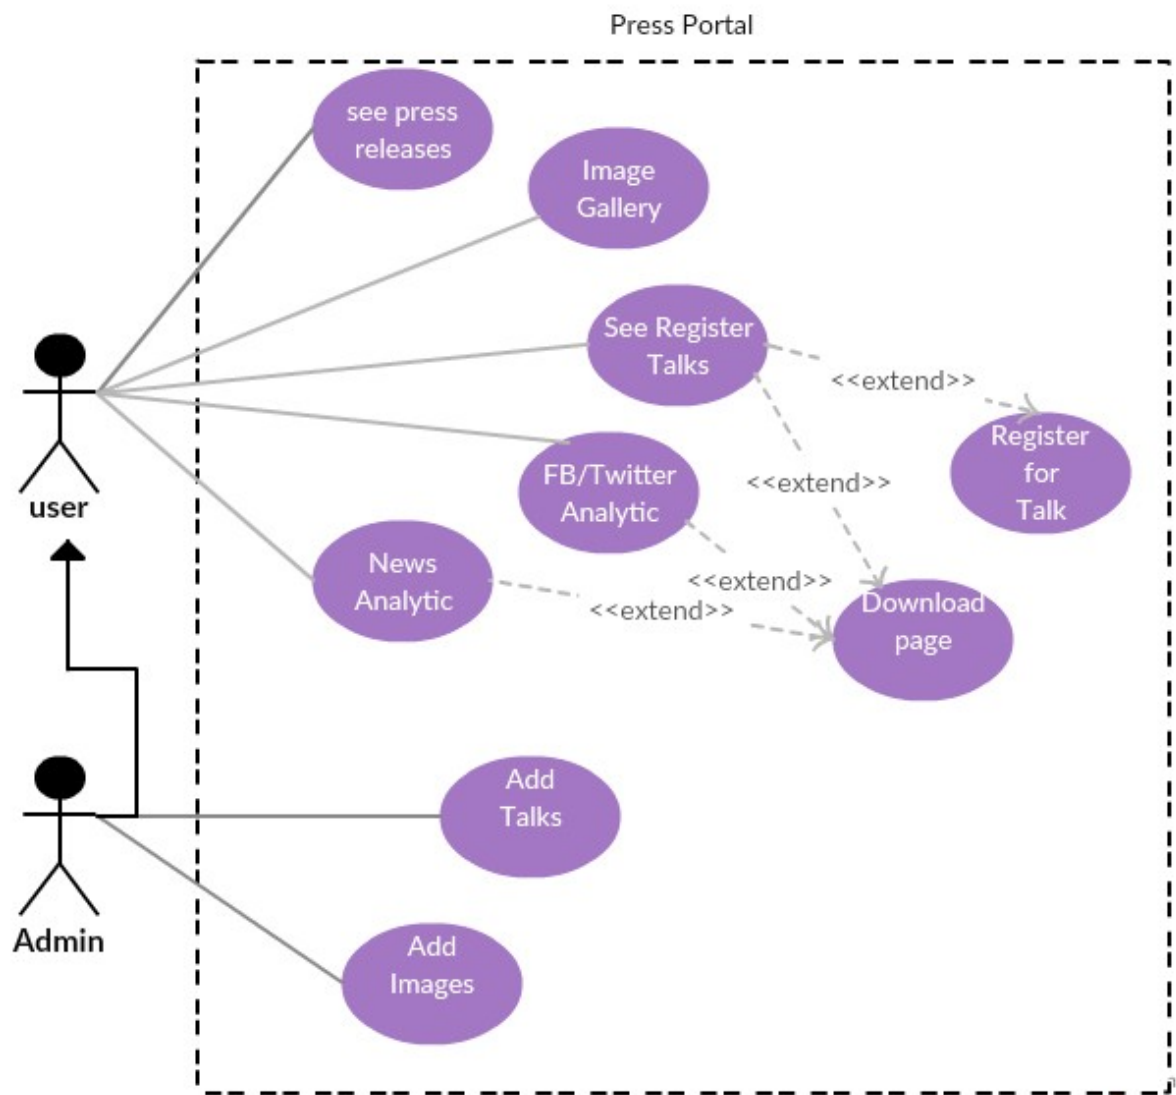 Press Portal
see press
releases
Image
Gallery
See Register
Talks
<<extend>>
Register
for
Talk
FB/Twitter
Analytic
<<extend>>
News
Analytic
<<extend>>
<<extend>>
Download
page
user
Add
Talks
Admin
Add
Images